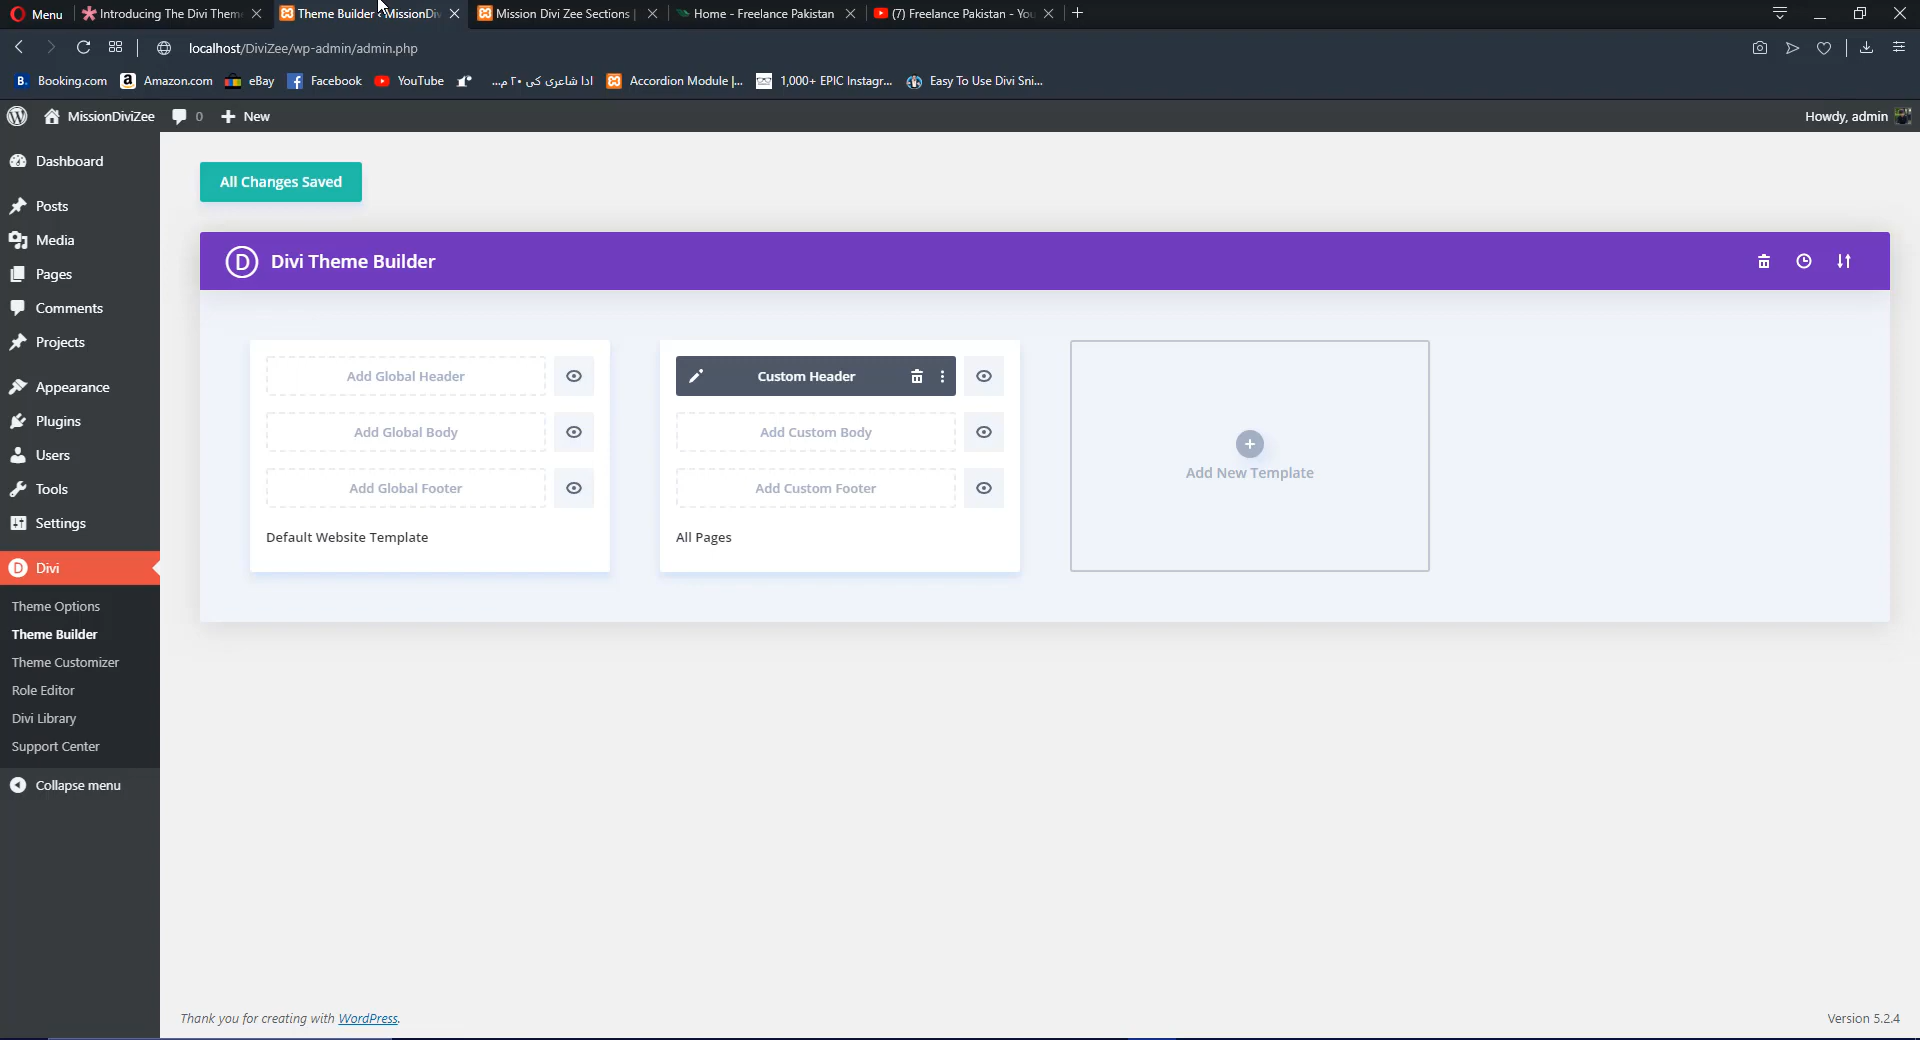 Menu
Introducing The Divi Them
Theme Builder MissionDiv
Mission Divi Zee Sections |
Home - Freelance Pakistan
(7) Freelance Pakistan - You
localhost/DiviZee/wp-admin/admin.php
Booking.com
Amazon.com
eBay
Facebook
YouTube
ادا شاعری کی ۲۰ م...
Accordion Module |...
1,000+ EPIC Instagr...
Easy To Use Divi Sni...
MissionDiviZee
0
New
Howdy, admin
Dashboard
Posts
Media
Pages
Comments
Projects
Appearance
Plugins
Users
Tools
Settings
Divi
Theme Options
Theme Builder
Theme Customizer
Role Editor
Divi Library
Support Center
Collapse menu
All Changes Saved
D Divi Theme Builder
Add Global Header
Add Global Body
Add Global Footer
Default Website Template
Custom Header
Add Custom Body
Add Custom Footer
All Pages
Add New Template
Thank you for creating with WordPress.
Version 5.2.4